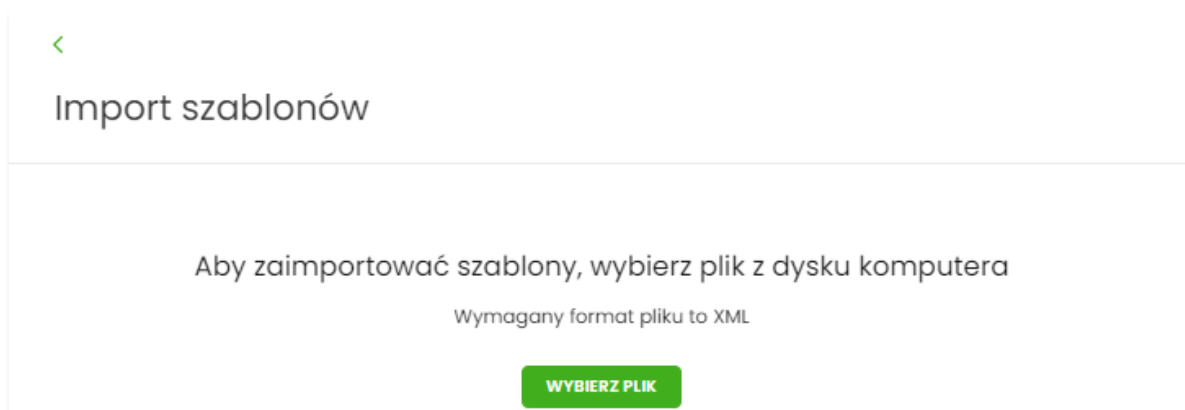 Import szablonów
Aby zaimportować szablony, wybierz plik z dysku komputera
Wymagany format pliku to XML
WYBIERZ PLIK